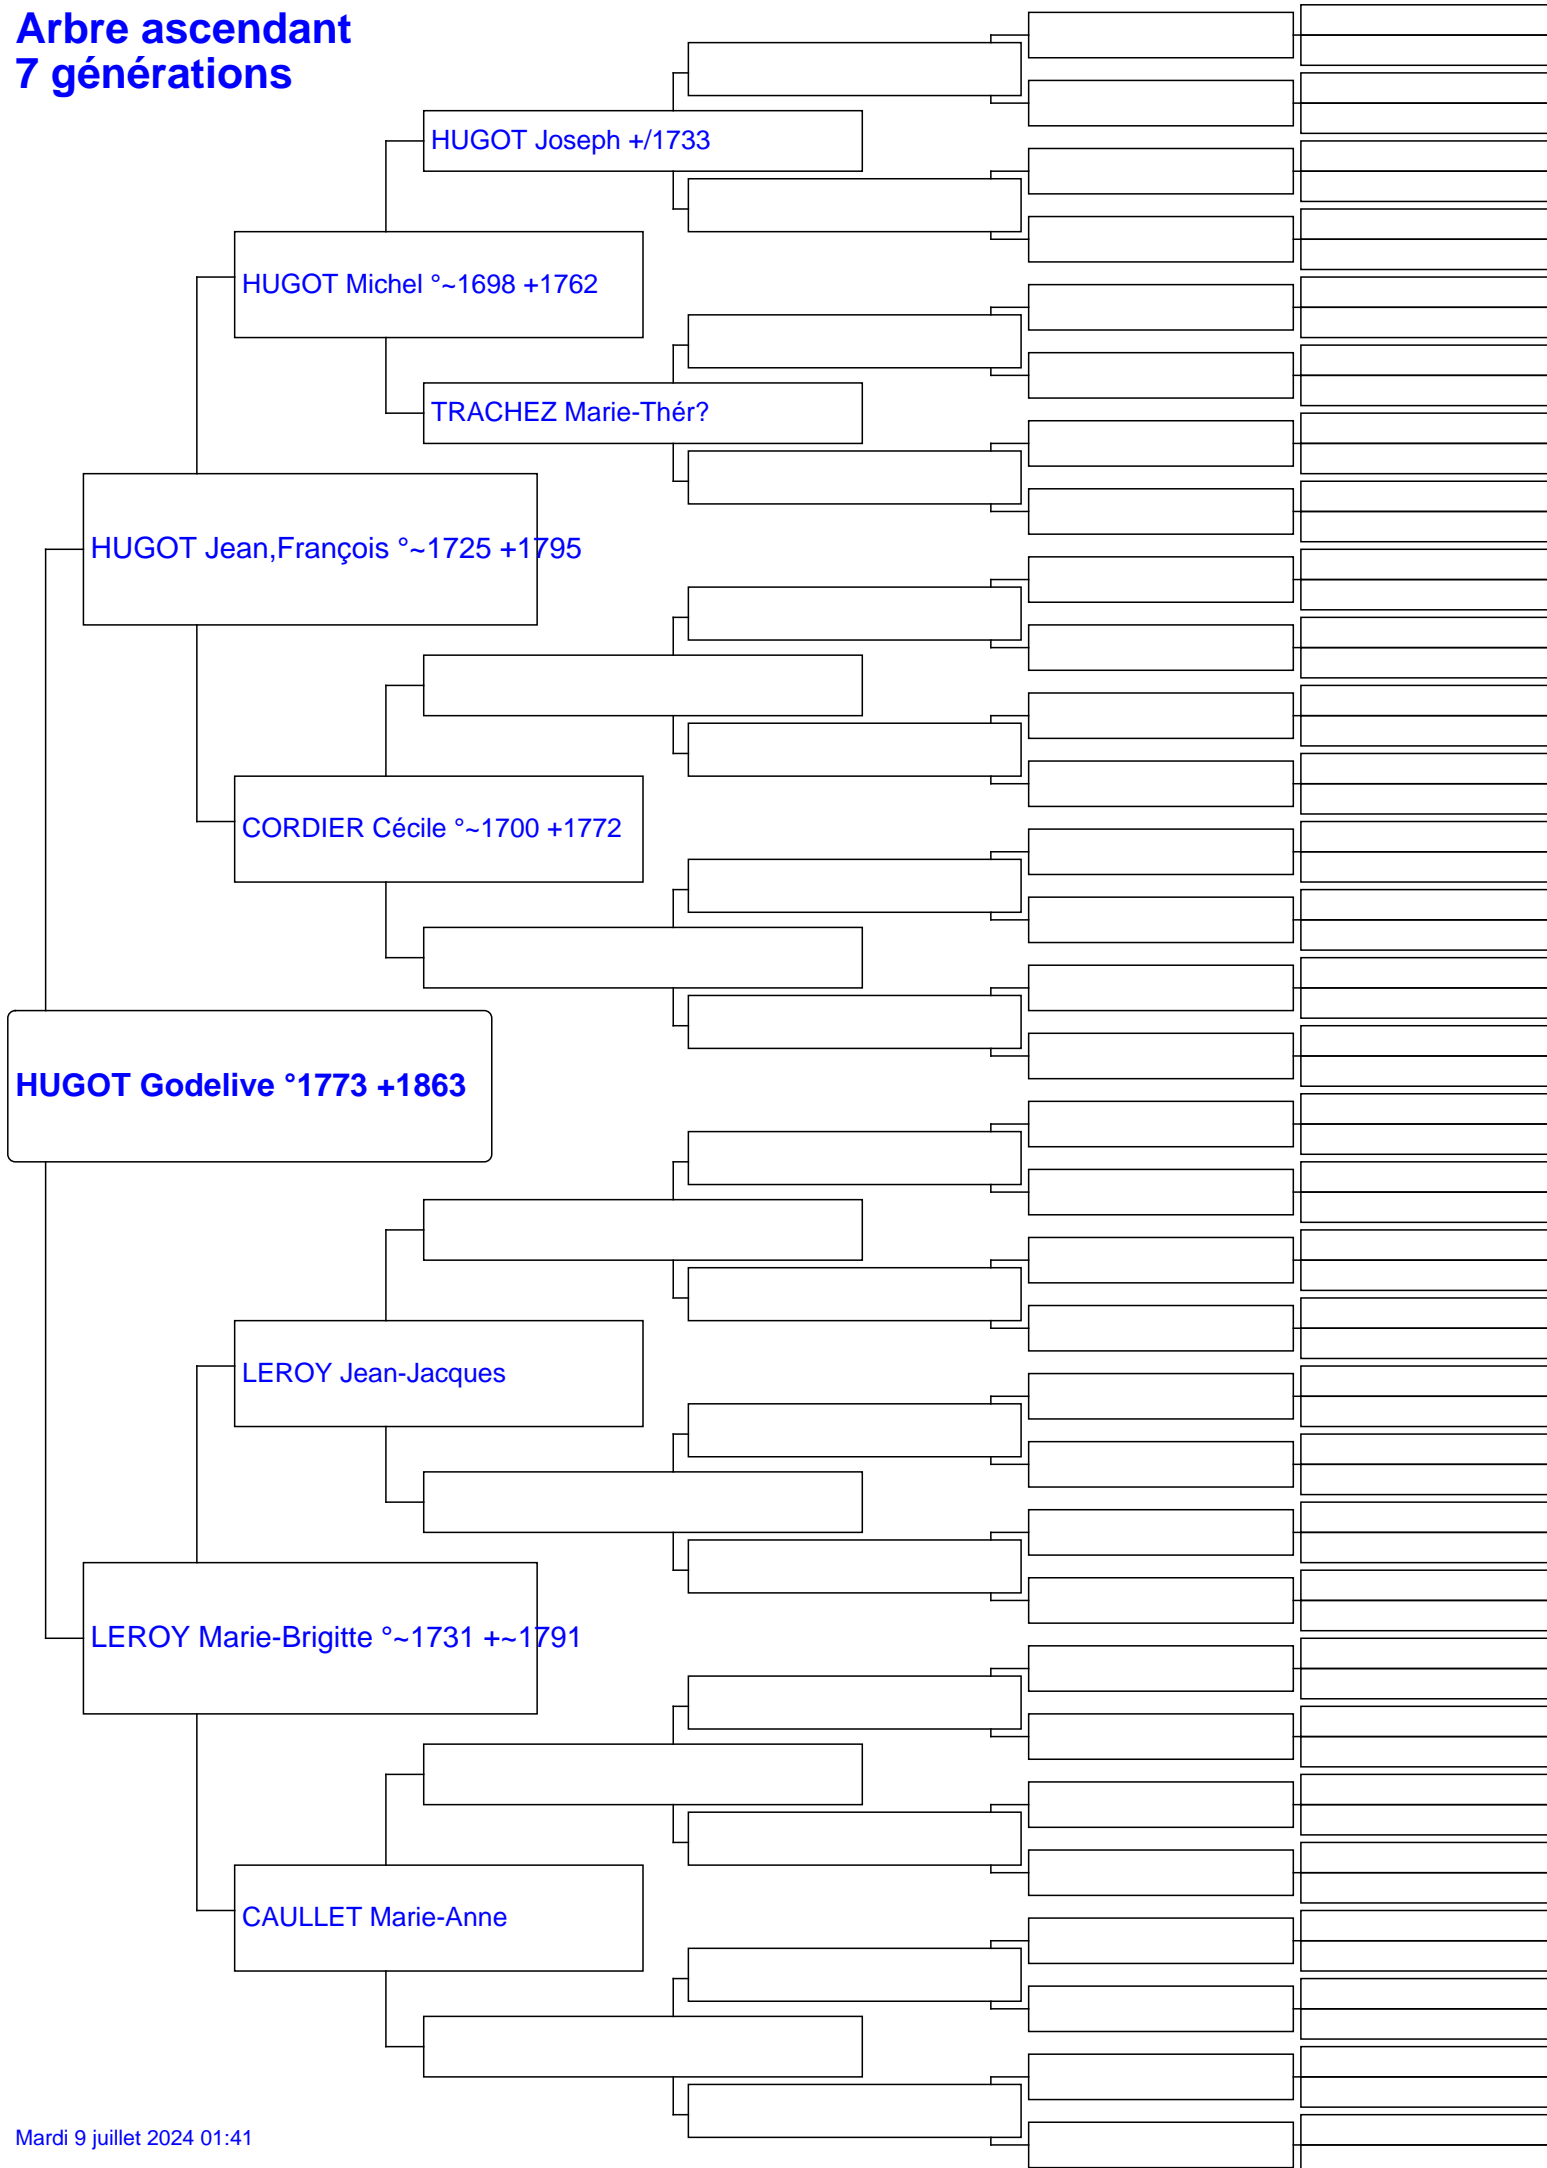 Arbre ascendant
7 générations
HUGOT Joseph +/1733
HUGOT Michel °~1698 +1762
TRACHEZ Marie-Thér?
HUGOT Jean,François °~1725 +1795
CORDIER Cécile °~1700 +1772
HUGOT Godelive °1773 +1863
LEROY Jean-Jacques
LEROY Marie-Brigitte °~1731 +~1791
CAULLET Marie-Anne
Mardi 9 juillet 2024 01:41